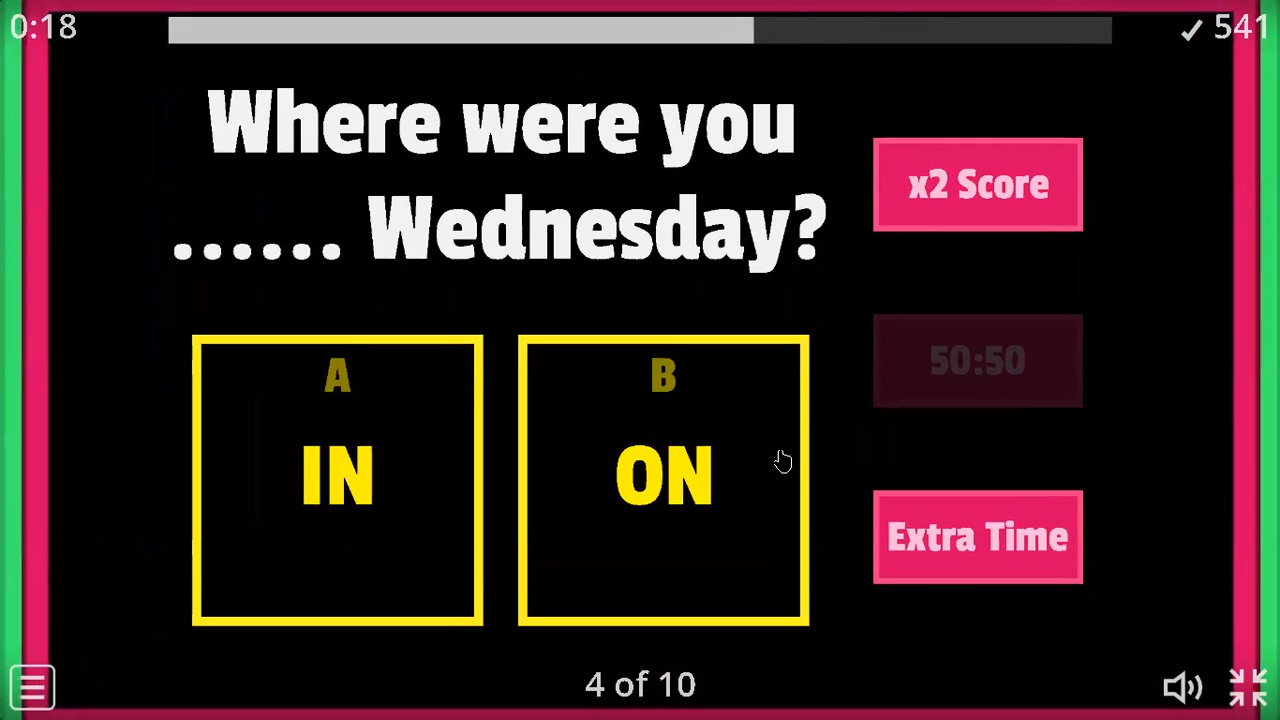 0:18
✓ 541
Where were you
...... Wednesday?
x2 Score
50:50
A
B
IN
ON
Extra Time
4 of 10